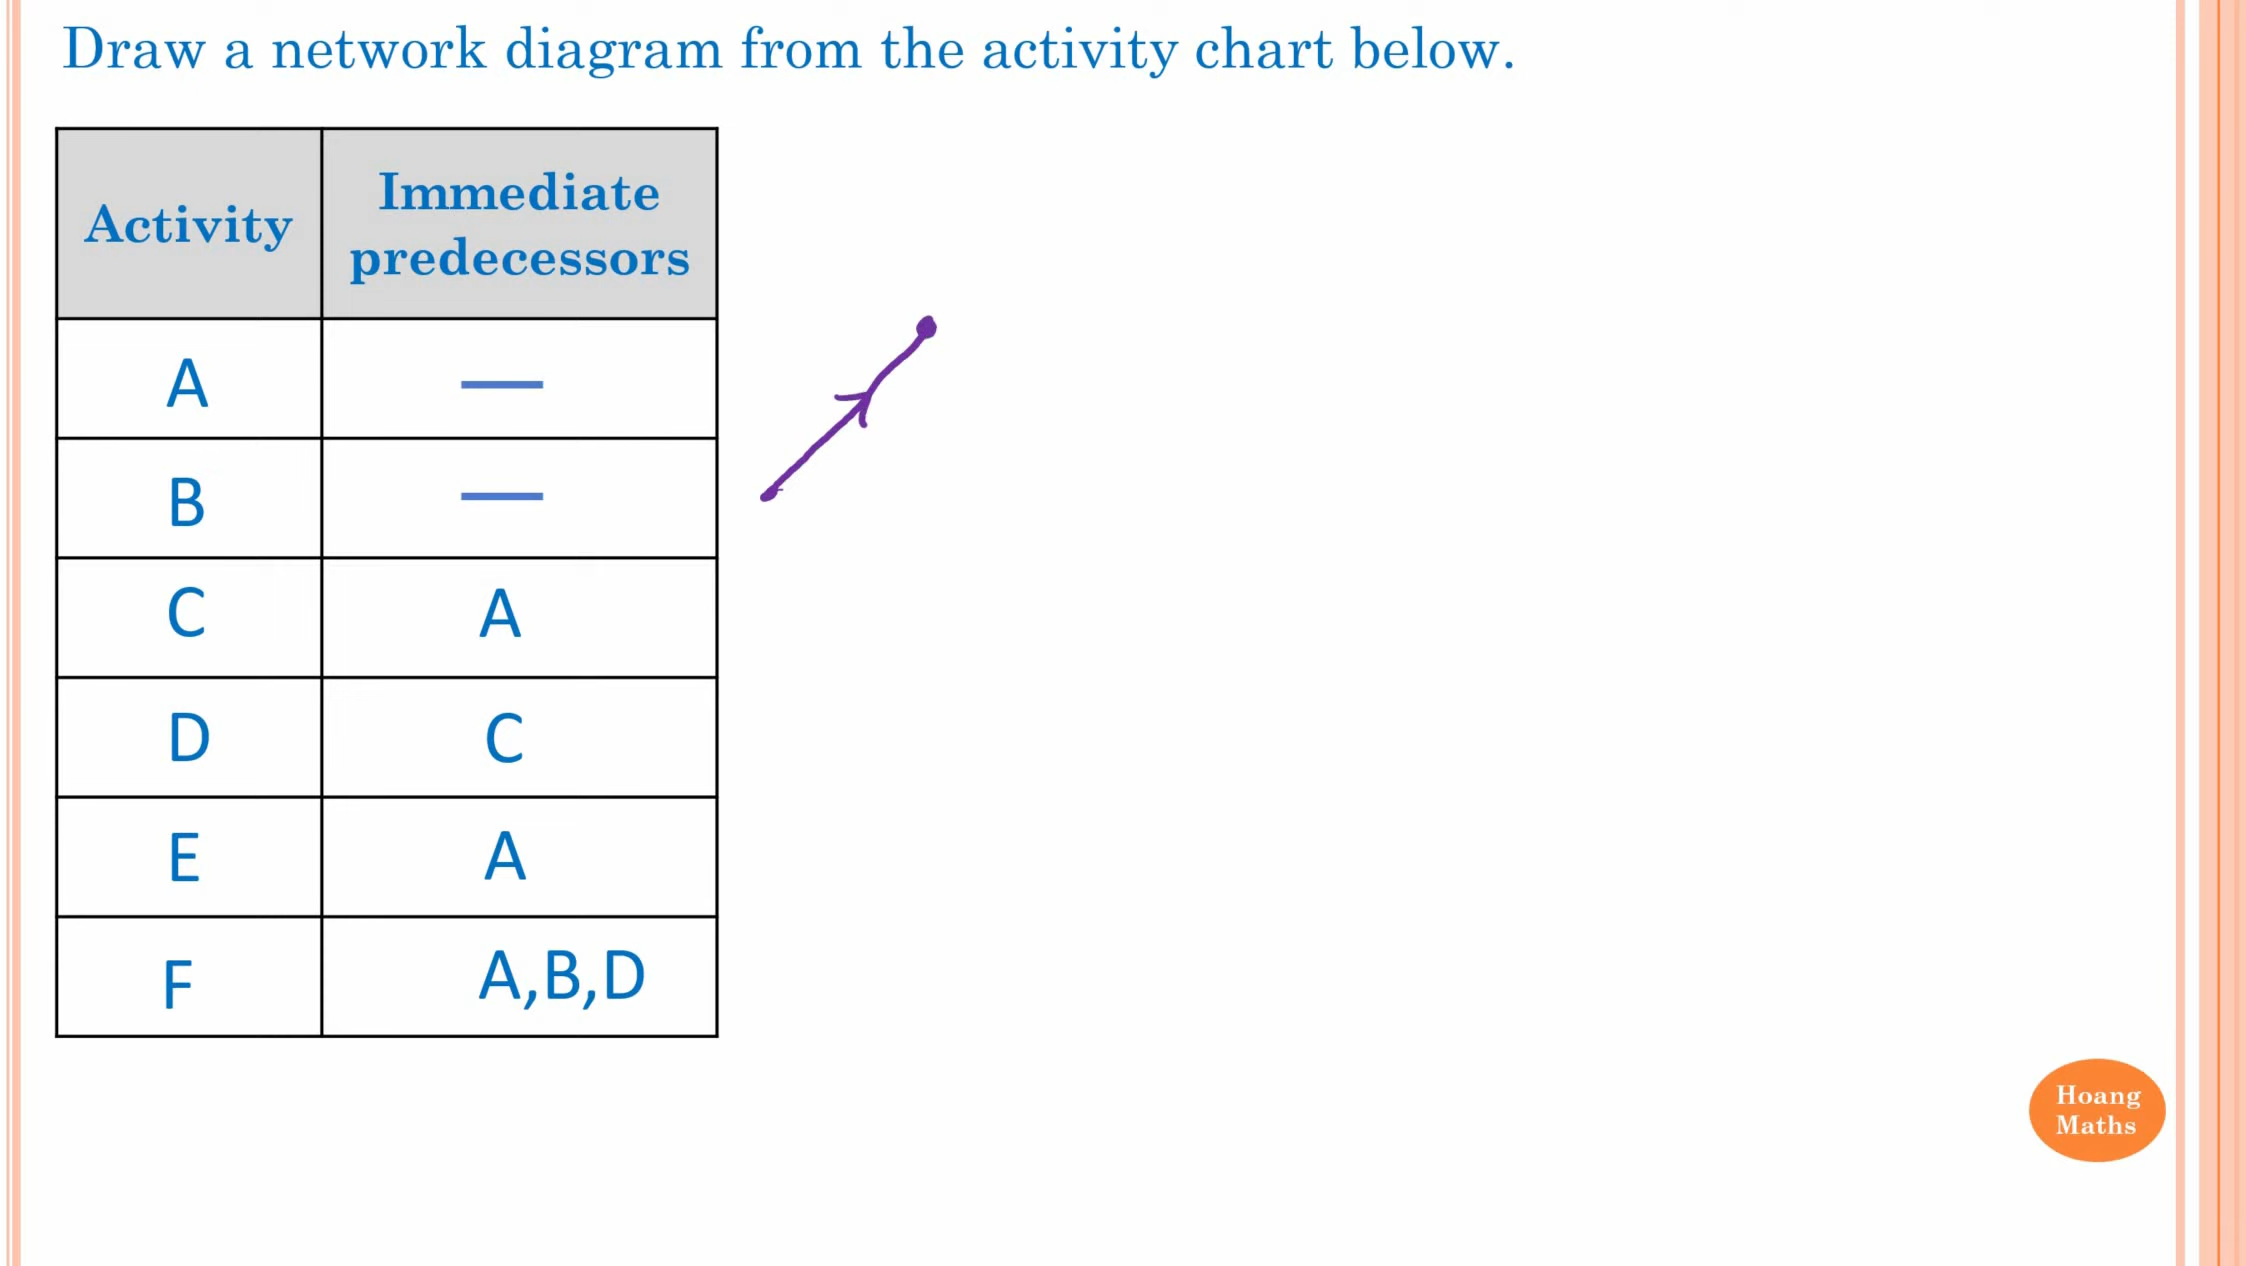 Draw a network diagram from the activity chart below.
Activity
Immediate
predecessors
A —
B —
C A
D C
E A
F A,B,D
Hoang
Maths